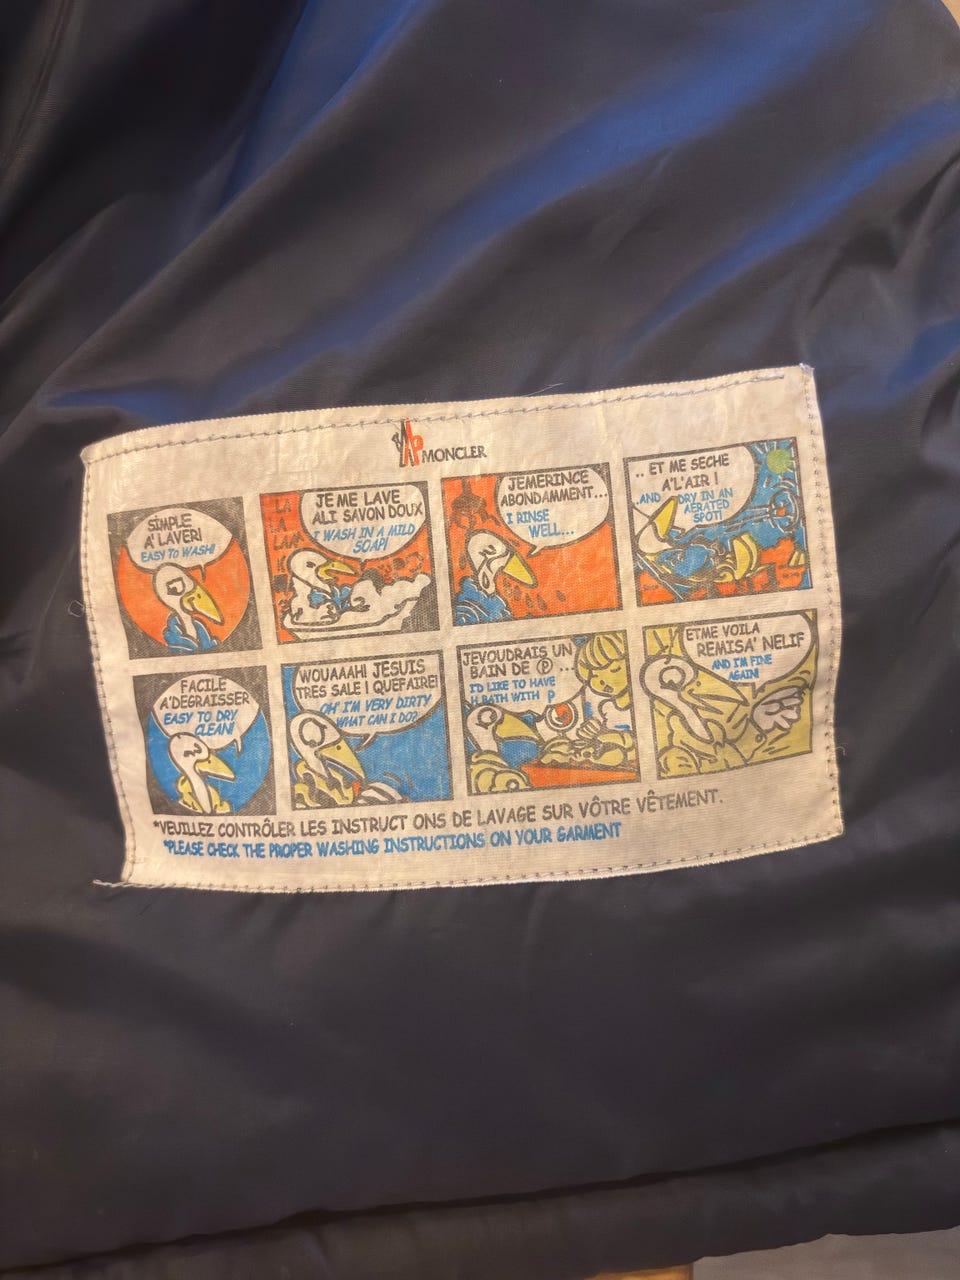 MONCLER
SIMPLE
A' LAVER!
EASY TO WASH!
JE ME LAVE
ALI SAVON DOUX
I WASH IN A MILD
SOAP!
JEMERINCE
ABONDAMMENT...
I RINSE
WELL...
.. ET ME SECHE
A'L'AIR !
..AND DRY IN AN
AERATED
SPOT!
FACILE
A'DEGRAISSER
EASY TO DRY
CLEAN!
WOUAAAH! JESUIS
TRES SALE ! QUEFAIRE!
OH' I'M VERY DIRTY
WHAT CAN I DO?
JEVOUDRAIS UN
BAIN DE Ⓟ ...
I'D LIKE TO HAVE
BATH WITH P
ETME VOILA
REMISA' NELIF
AND I'M FINE
AGAIN!
*VEUILLEZ CONTRÔLER LES INSTRUCT ONS DE LAVAGE SUR VÔTRE VÊTEMENT.
*PLEASE CHECK THE PROPER WASHING INSTRUCTIONS ON YOUR GARMENT